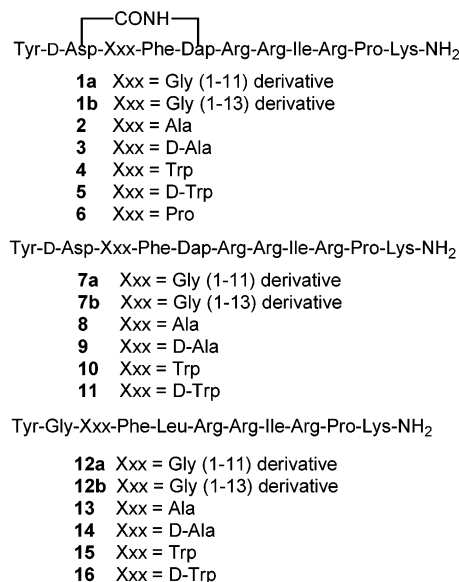 CONH
Tyr-D-Asp-Xxx-Phe-Dap-Arg-Arg-Ile-Arg-Pro-Lys-NH2
1a Xxx = Gly (1-11) derivative
1b Xxx = Gly (1-13) derivative
2 Xxx = Ala
3 Xxx = D-Ala
4 Xxx = Trp
5 Xxx = D-Trp
6 Xxx = Pro
Tyr-D-Asp-Xxx-Phe-Dap-Arg-Arg-Ile-Arg-Pro-Lys-NH2
7a Xxx = Gly (1-11) derivative
7b Xxx = Gly (1-13) derivative
8 Xxx = Ala
9 Xxx = D-Ala
10 Xxx = Trp
11 Xxx = D-Trp
Tyr-Gly-Xxx-Phe-Leu-Arg-Arg-Ile-Arg-Pro-Lys-NH2
12a Xxx = Gly (1-11) derivative
12b Xxx = Gly (1-13) derivative
13 Xxx = Ala
14 Xxx = D-Ala
15 Xxx = Trp
16 Xxx = D-Trp